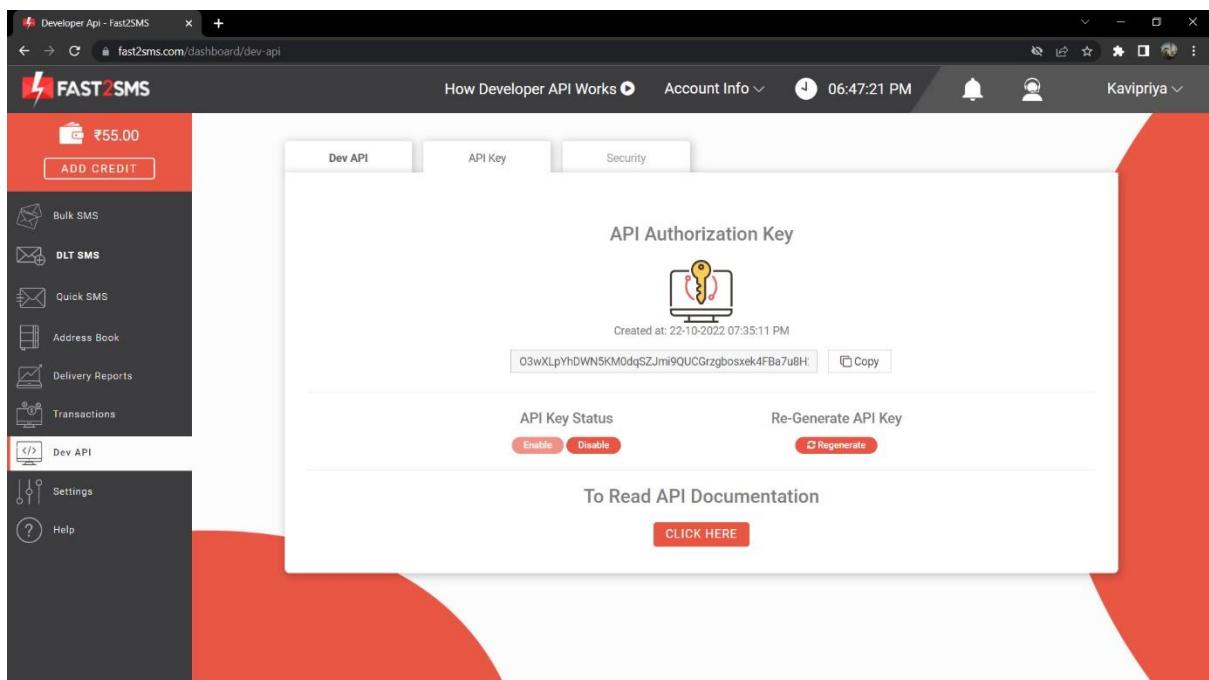 Developer Api - Fast2SMS
fast2sms.com/dashboard/dev-api
FAST2SMS
How Developer API Works
Account Info
06:47:21 PM
Kavipriya
₹55.00
ADD CREDIT
Bulk SMS
DLT SMS
Quick SMS
Address Book
Delivery Reports
Transactions
Dev API
Settings
Help
Dev API
API Key
Security
API Authorization Key
Created at: 22-10-2022 07:35:11 PM
O3wXLpYhDWN5KM0dqSZJmi9QUCGrzgbosxek4FBa7u8H
Copy
API Key Status
Enable
Disable
Re-Generate API Key
Regenerate
To Read API Documentation
CLICK HERE